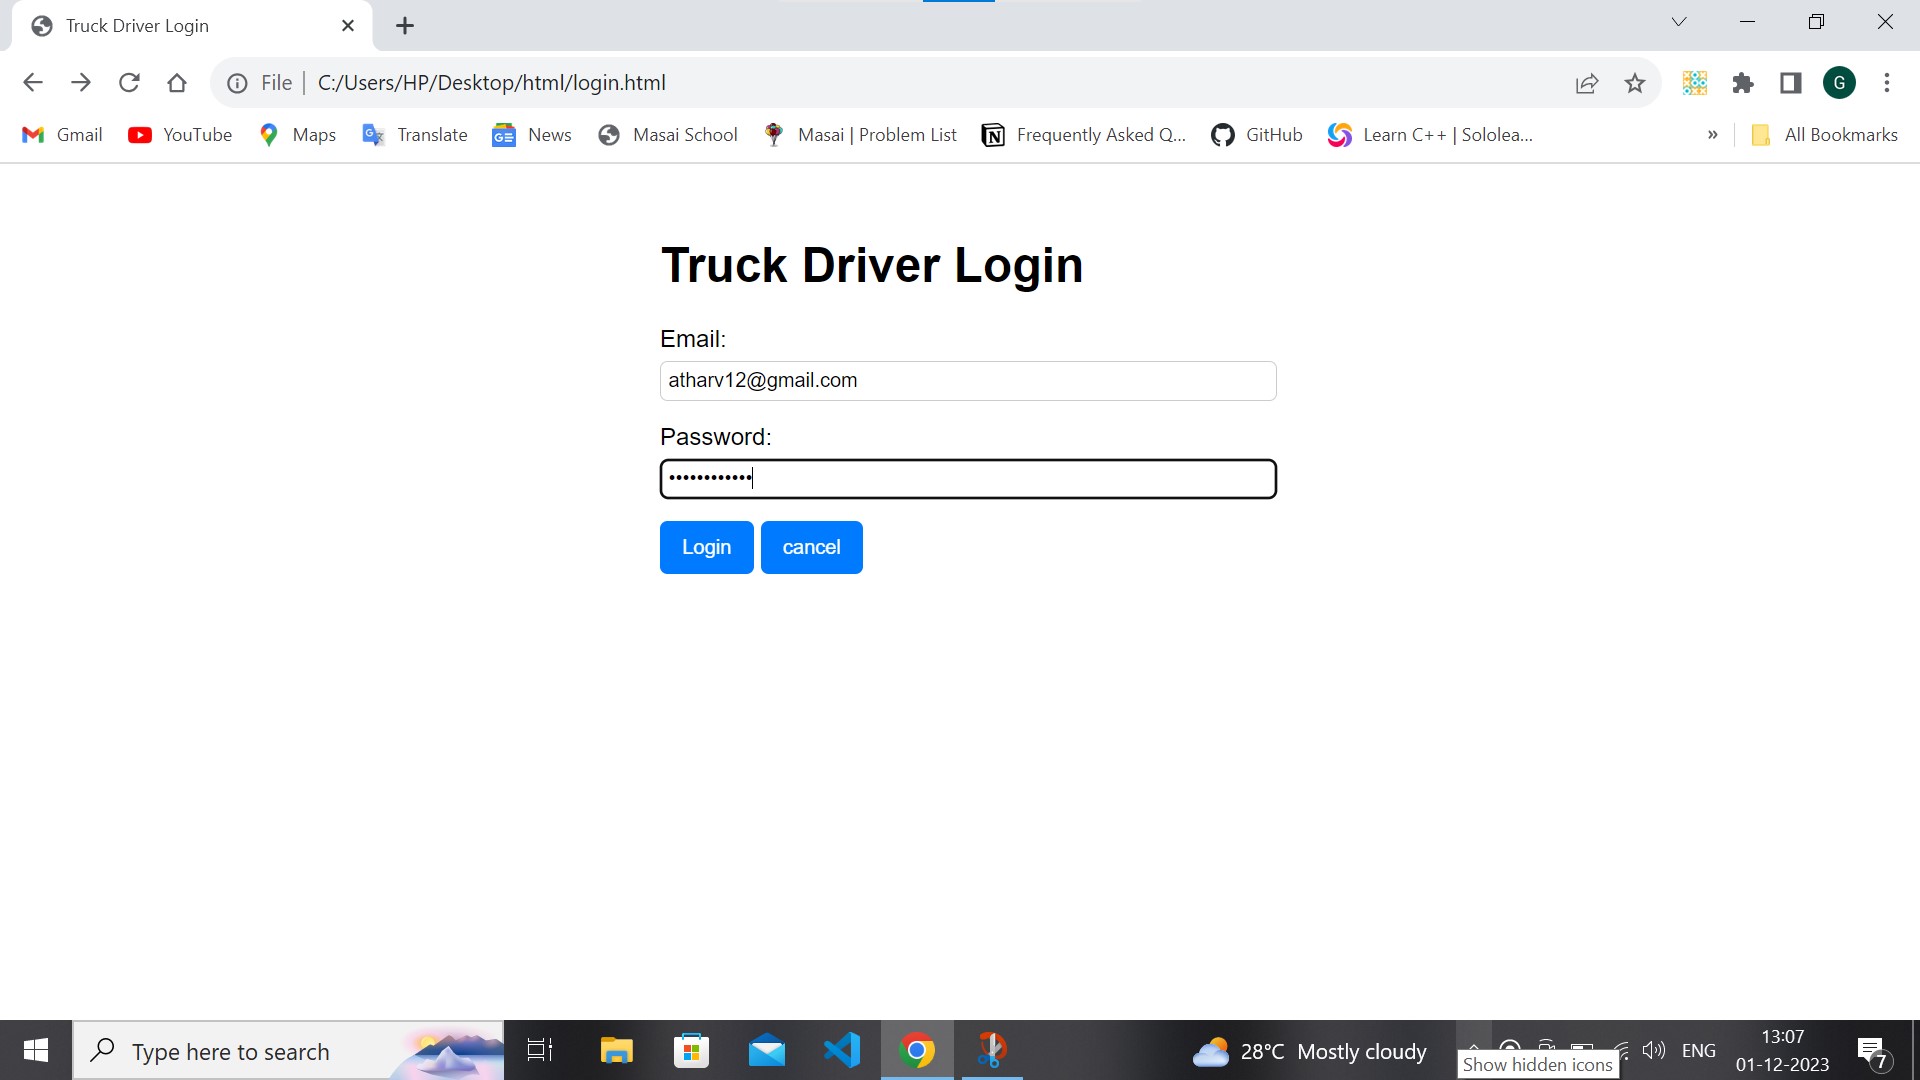 Truck Driver Login
File C:/Users/HP/Desktop/html/login.html
G
Gmail YouTube Maps Translate News Masai School Masai | Problem List Frequently Asked Q... GitHub Learn C++ | Sololea... » All Bookmarks
Truck Driver Login
Email:
atharv12@gmail.com
Password:
••••••••••••
Login cancel
Type here to search
28°C Mostly cloudy
ENG
13:07
01-12-2023
7
Show hidden icons